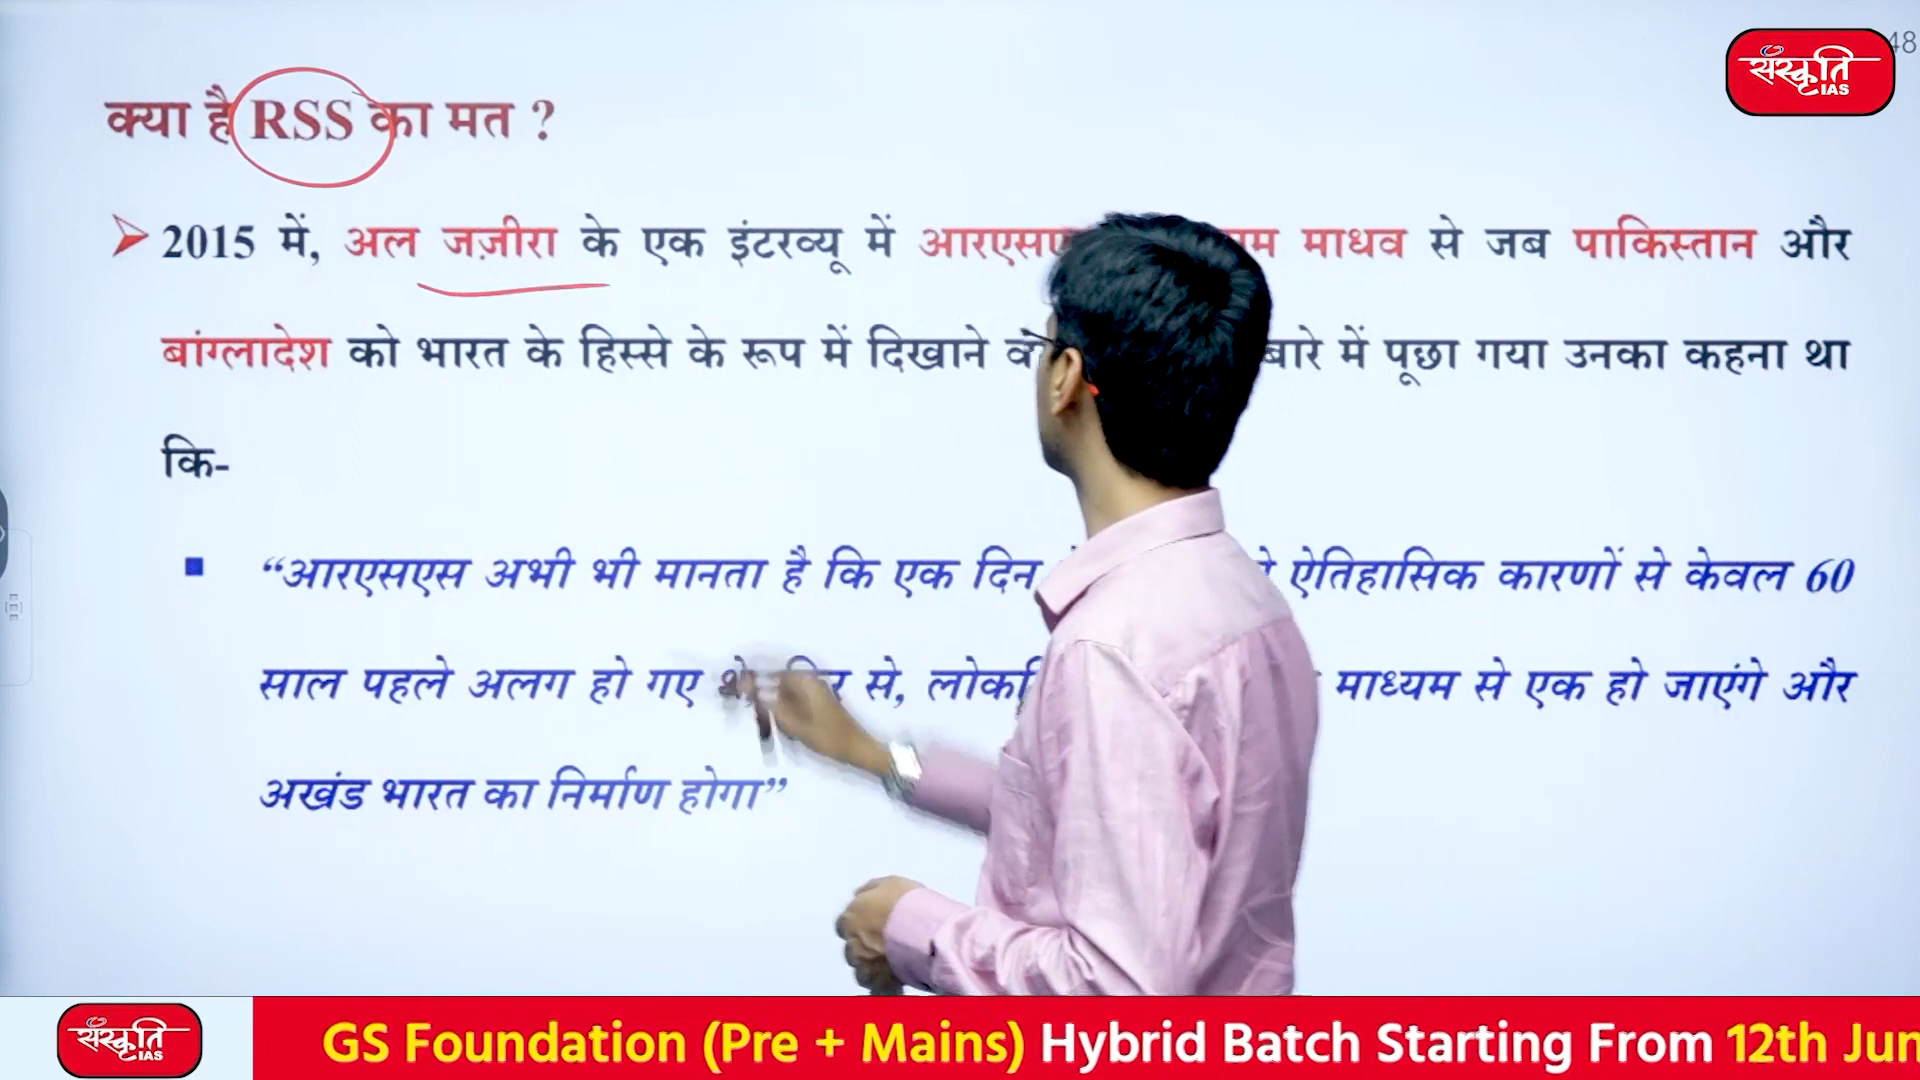 48
संस्कृति
IAS
क्या है RSS का मत ?
2015 में, अल जज़ीरा के एक इंटरव्यू में माधव से जब पाकिस्तान और
बांग्लादेश को भारत के हिस्से के रूप में दिखाने बारे में पूछा गया उनका कहना था
कि-
“आरएसएस अभी भी मानता है कि एक दिन ऐतिहासिक कारणों से केवल 60
साल पहले अलग हो गए से, माध्यम से एक हो जाएंगे और
अखंड भारत का निर्माण होगा”
संस्कृति
IAS
GS Foundation (Pre + Mains) Hybrid Batch Starting From 12th Jun